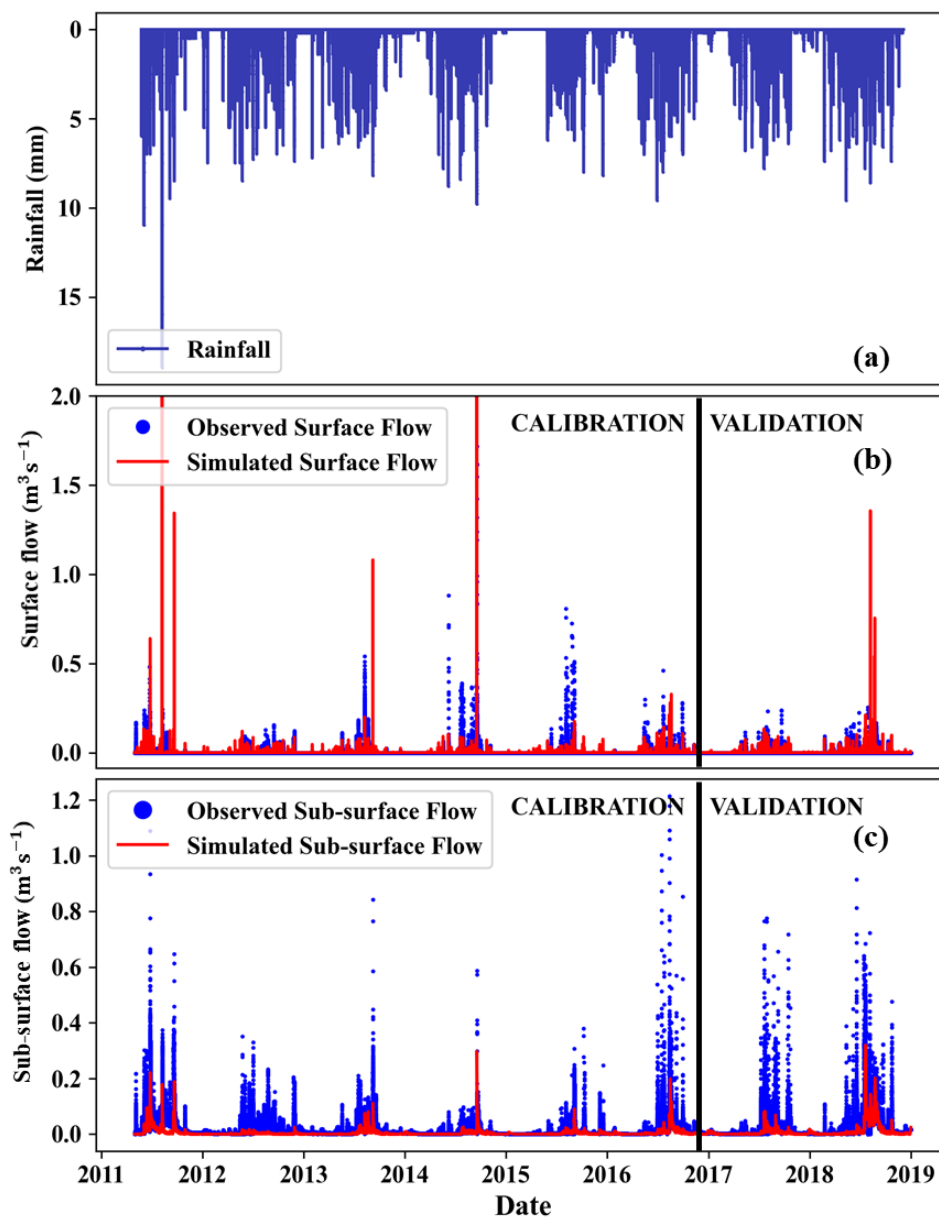 0
5
10
15
Rainfall (mm)
Rainfall
(a)
2.0
1.5
1.0
0.5
0.0
Surface flow (m³ s⁻¹)
Observed Surface Flow
Simulated Surface Flow
CALIBRATION
VALIDATION
(b)
1.2
1.0
0.8
0.6
0.4
0.2
0.0
Sub-surface flow (m³ s⁻¹)
Observed Sub-surface Flow
Simulated Sub-surface Flow
CALIBRATION
VALIDATION
(c)
2011 2012 2013 2014 2015 2016 2017 2018 2019
Date